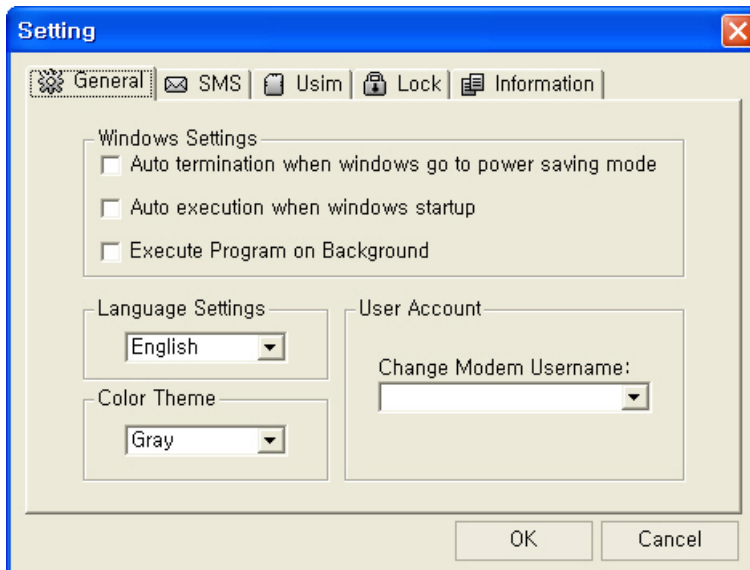 Setting
General
SMS
Usim
Lock
Information
Windows Settings
Auto termination when windows go to power saving mode
Auto execution when windows startup
Execute Program on Background
Language Settings
English
Color Theme
Gray
User Account
Change Modem Username:
OK
Cancel